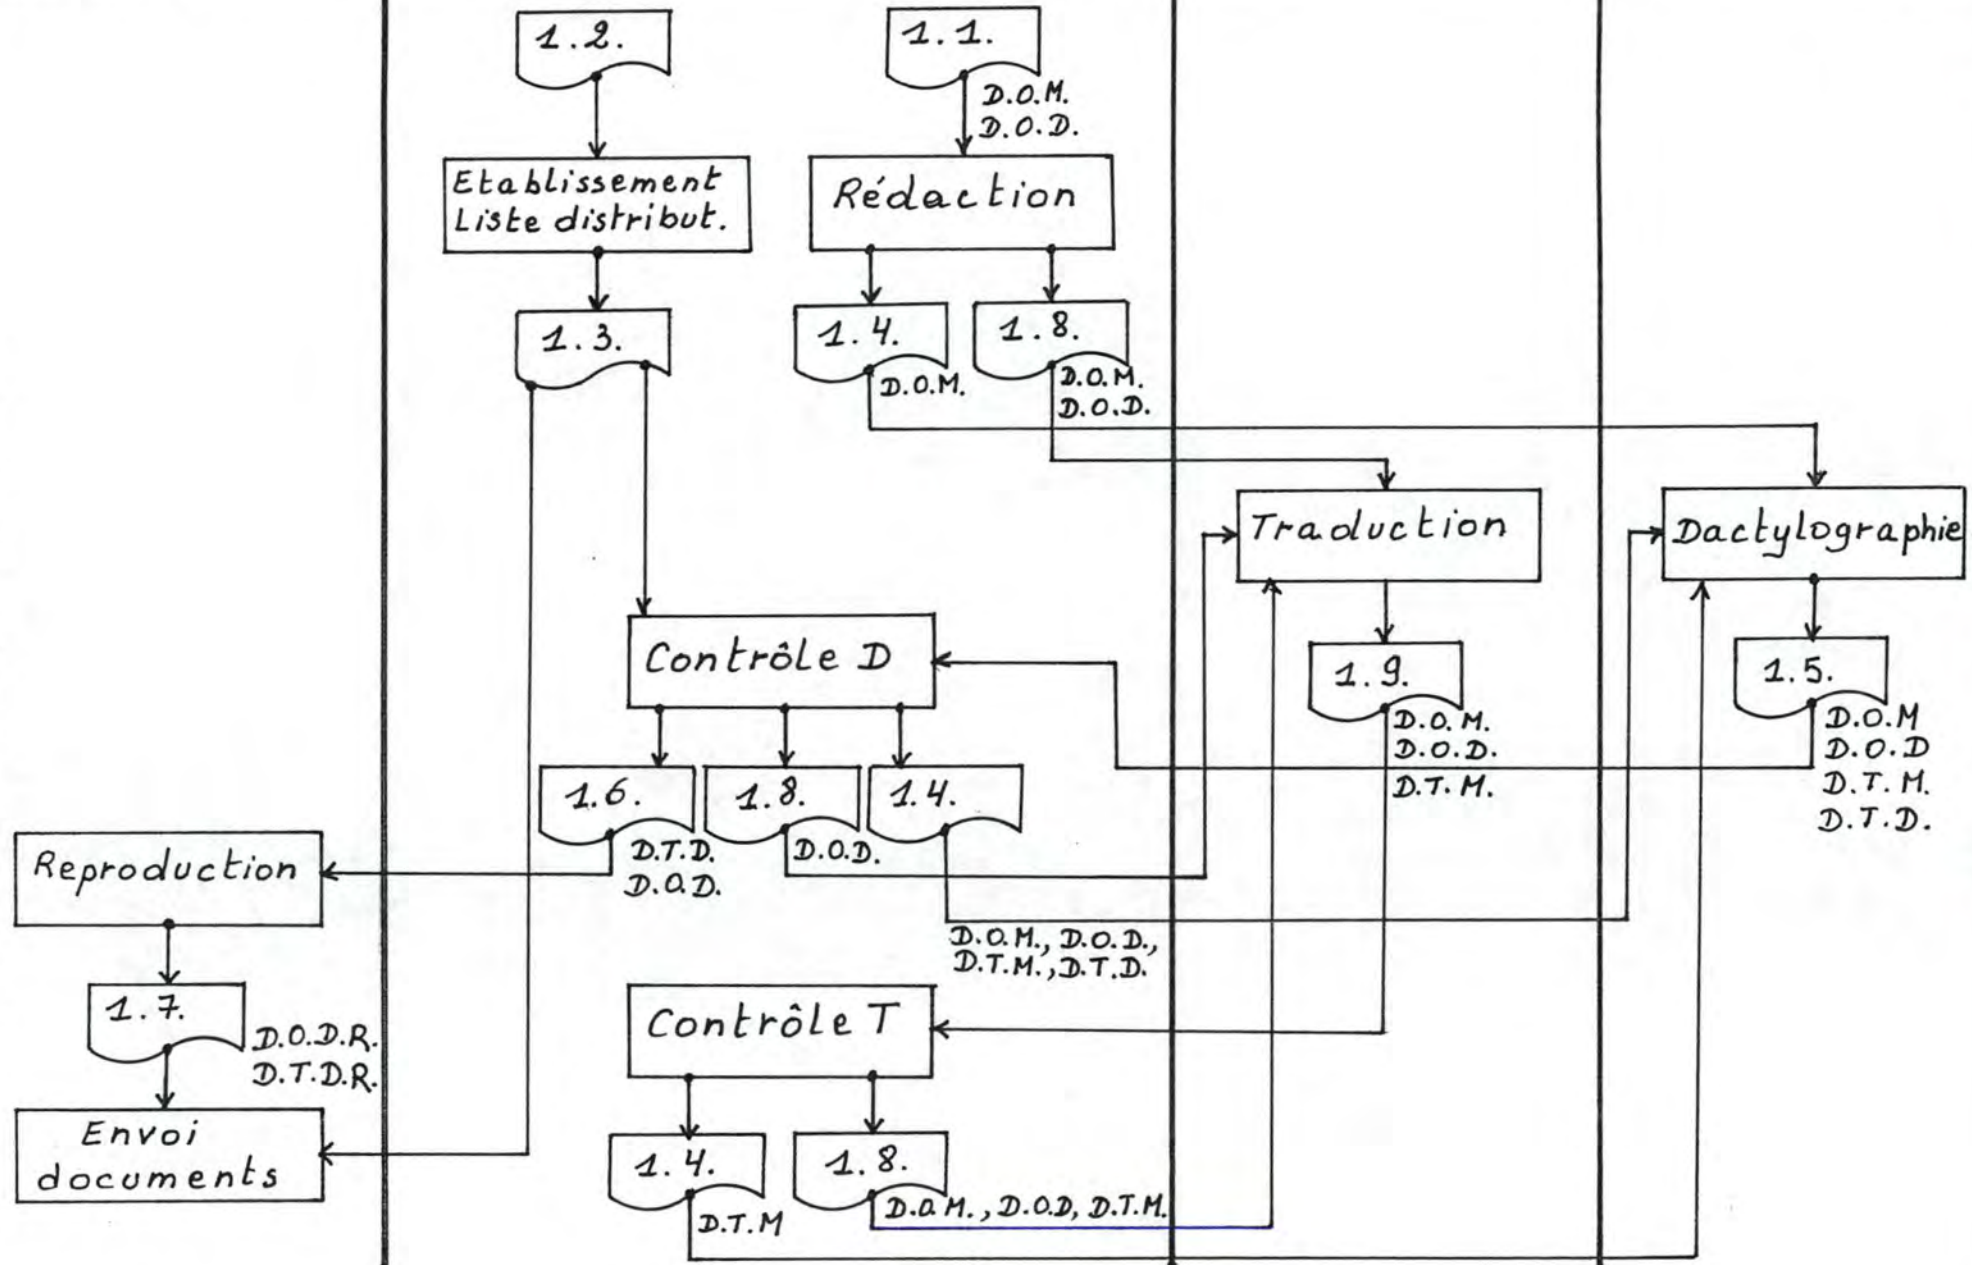 1.2.
1.1.
D.O.M.
D.O.D.
Etablissement
Liste distribut.
Rédaction
1.3.
1.4.
D.O.M.
1.8.
D.O.M.
D.O.D.
Traduction
Dactylographie
Contrôle D
1.9.
D.O.M.
D.O.D.
D.T.M.
1.5.
D.O.M
D.O.D
D.T.M.
D.T.D.
1.6.
D.T.D.
D.O.D.
1.8.
D.O.D.
1.4.
D.O.M., D.O.D.,
D.T.M., D.T.D.
Reproduction
1.7.
D.O.D.R.
D.T.D.R.
Contrôle T
Envoi
documents
1.4.
D.T.M
1.8.
D.O.M., D.O.D, D.T.M.